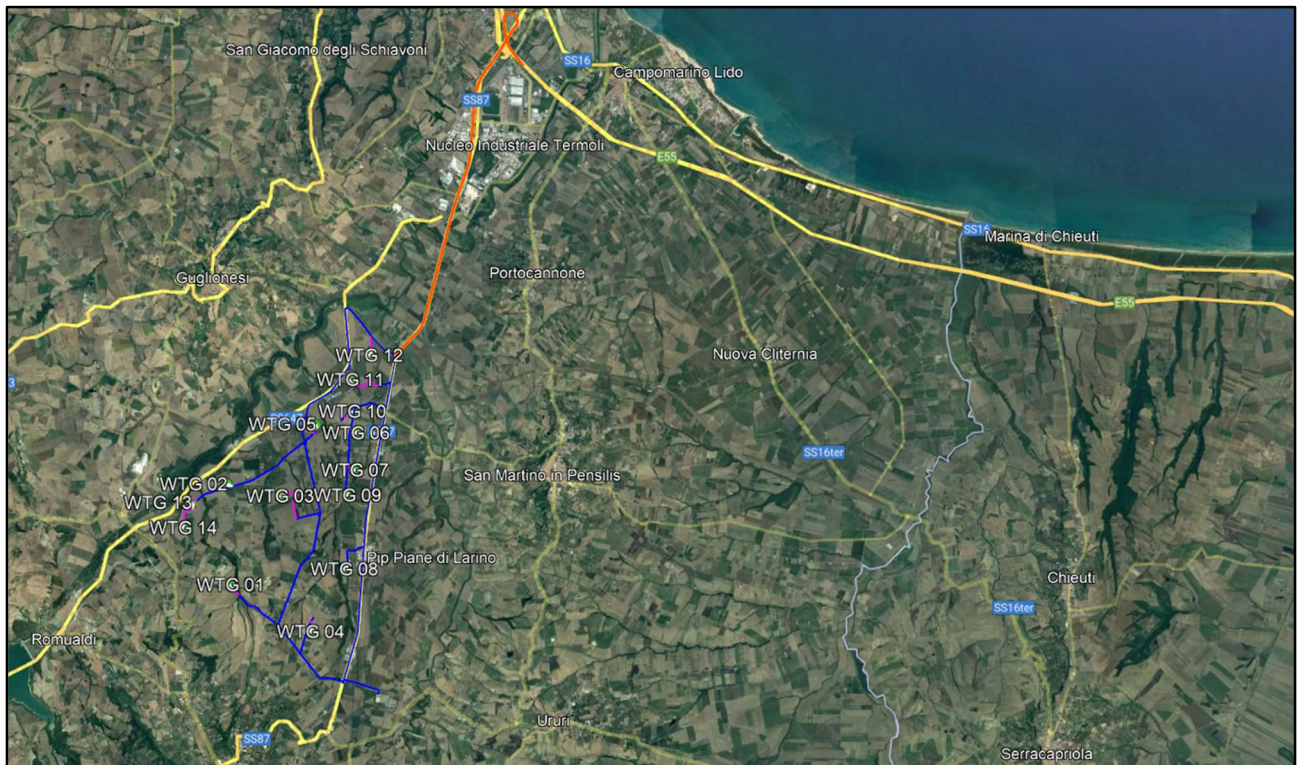 San Giacomo degli Schiavoni
SS16
Campomarino Lido
SS87
Nucleo Industriale Termoli
E55
SS16
Marina di Chieuti
Guglionesi
Portocannone
E55
WTG 12
Nuova Cliternia
WTG 11
3
WTG 10
WTG 05
WTG 06
SS16ter
WTG 07
San Martino in Pensilis
WTG 02
WTG 03
WTG 09
WTG 13
WTG 14
Pip Piane di Larino
WTG 08
Chieuti
WTG 01
SS16ter
WTG 04
Romualdi
Ururi
SS87
Serracapriola